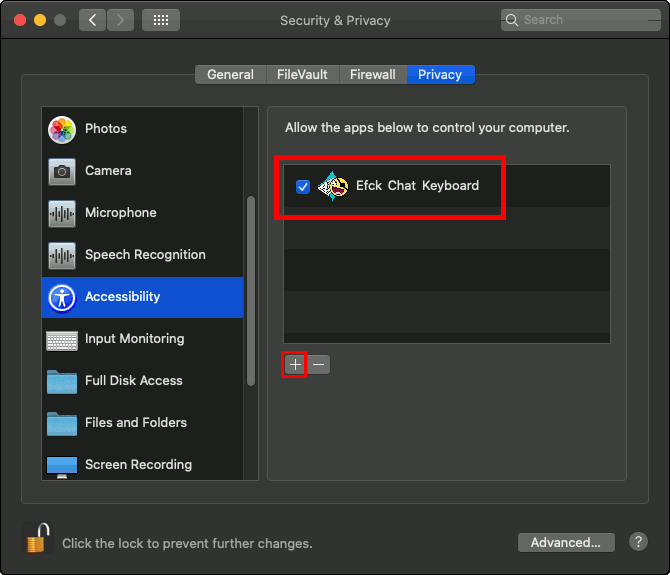 Security & Privacy
Search
General
FileVault
Firewall
Privacy
Photos
Camera
Microphone
Speech Recognition
Accessibility
Input Monitoring
Full Disk Access
Files and Folders
Screen Recording
Allow the apps below to control your computer.
Efck Chat Keyboard
+
—
Click the lock to prevent further changes.
Advanced...
?